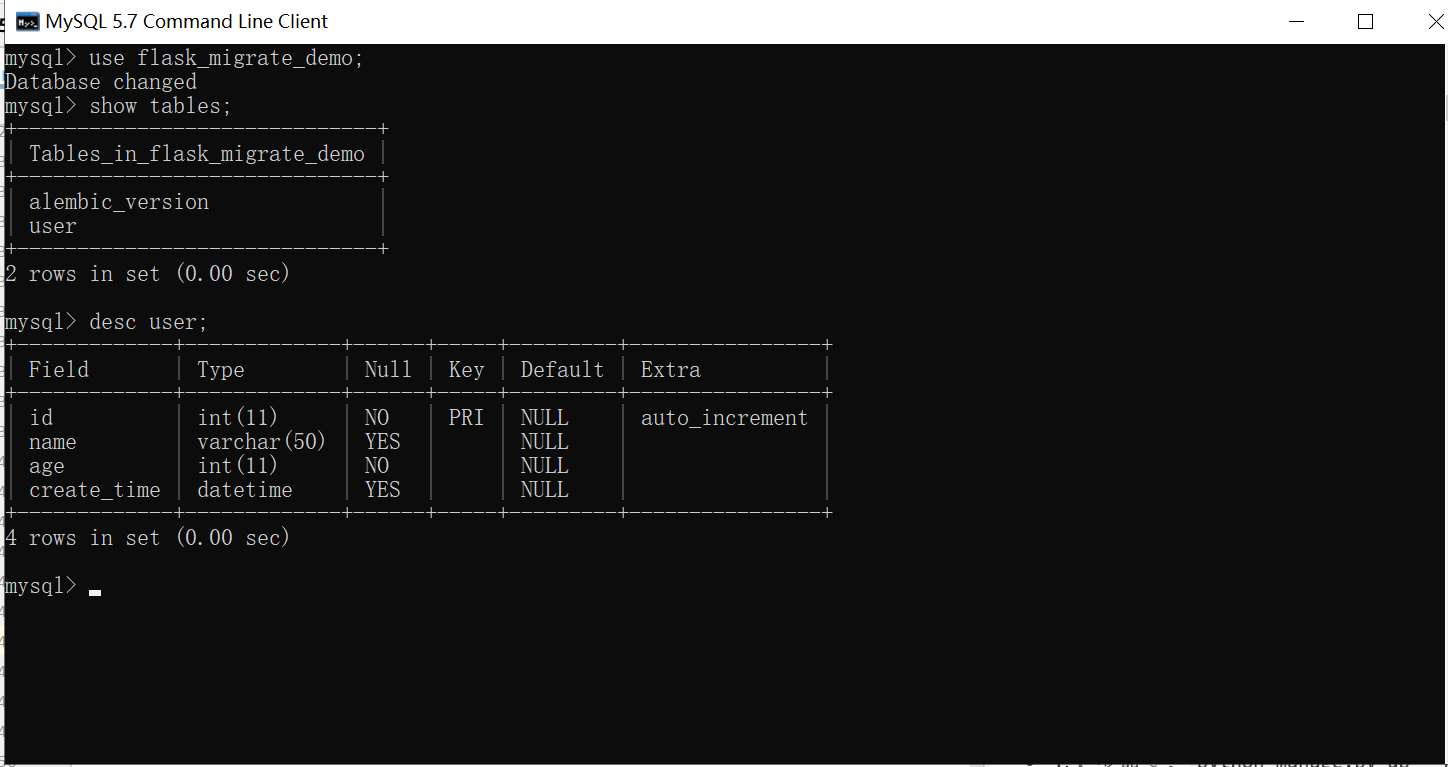 MySQL 5.7 Command Line Client
mysql> use flask_migrate_demo;
Database changed
mysql> show tables;
+------------------------------+
| Tables_in_flask_migrate_demo |
+------------------------------+
| alembic_version              |
| user                         |
+------------------------------+
2 rows in set (0.00 sec)
mysql> desc user;
+-------------+-------------+------+-----+---------+----------------+
| Field       | Type        | Null | Key | Default | Extra          |
+-------------+-------------+------+-----+---------+----------------+
| id          | int(11)     | NO   | PRI | NULL    | auto_increment |
| name        | varchar(50) | YES  |     | NULL    |                |
| age         | int(11)     | NO   |     | NULL    |                |
| create_time | datetime    | YES  |     | NULL    |                |
+-------------+-------------+------+-----+---------+----------------+
4 rows in set (0.00 sec)
mysql>